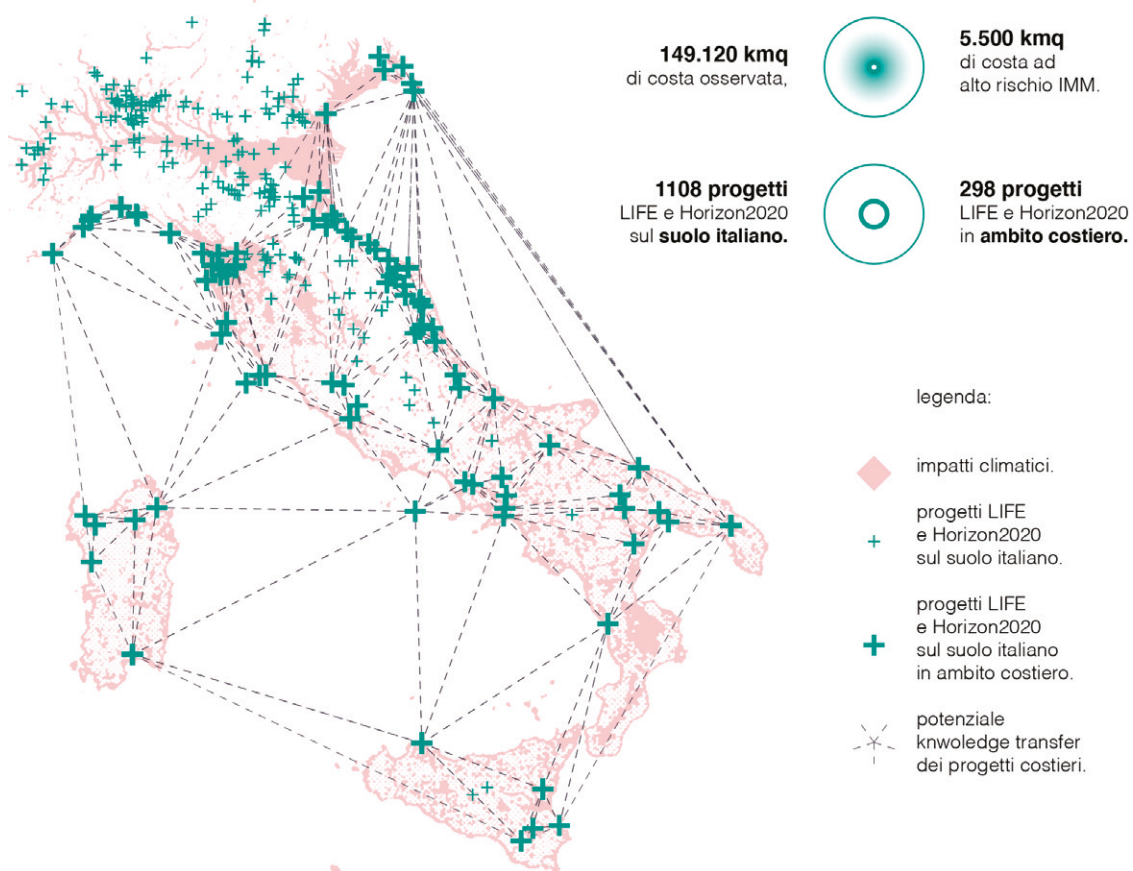 149.120 kmq
di costa osservata,
5.500 kmq
di costa ad
alto rischio IMM.
1108 progetti
LIFE e Horizon2020
sul suolo italiano.
298 progetti
LIFE e Horizon2020
in ambito costiero.
legenda:
impatti climatici.
progetti LIFE
e Horizon2020
sul suolo italiano.
progetti LIFE
e Horizon2020
sul suolo italiano
in ambito costiero.
potenziale
knwoledge transfer
dei progetti costieri.